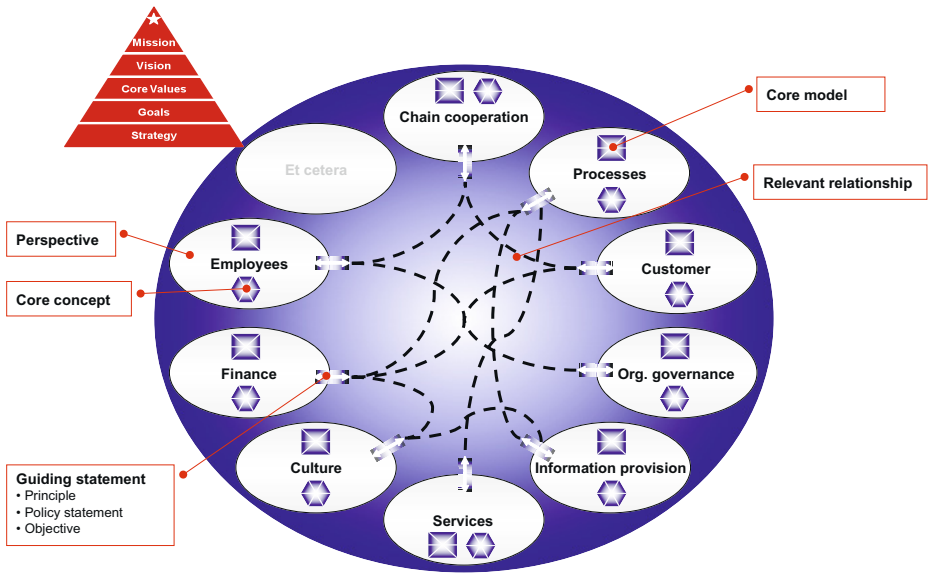 Mission
Vision
Core Values
Goals
Strategy
Chain cooperation
Core model
Et cetera
Processes
Relevant relationship
Perspective
Employees
Customer
Core concept
Finance
Org. governance
Culture
Information provision
Guiding statement
• Principle
• Policy statement
• Objective
Services